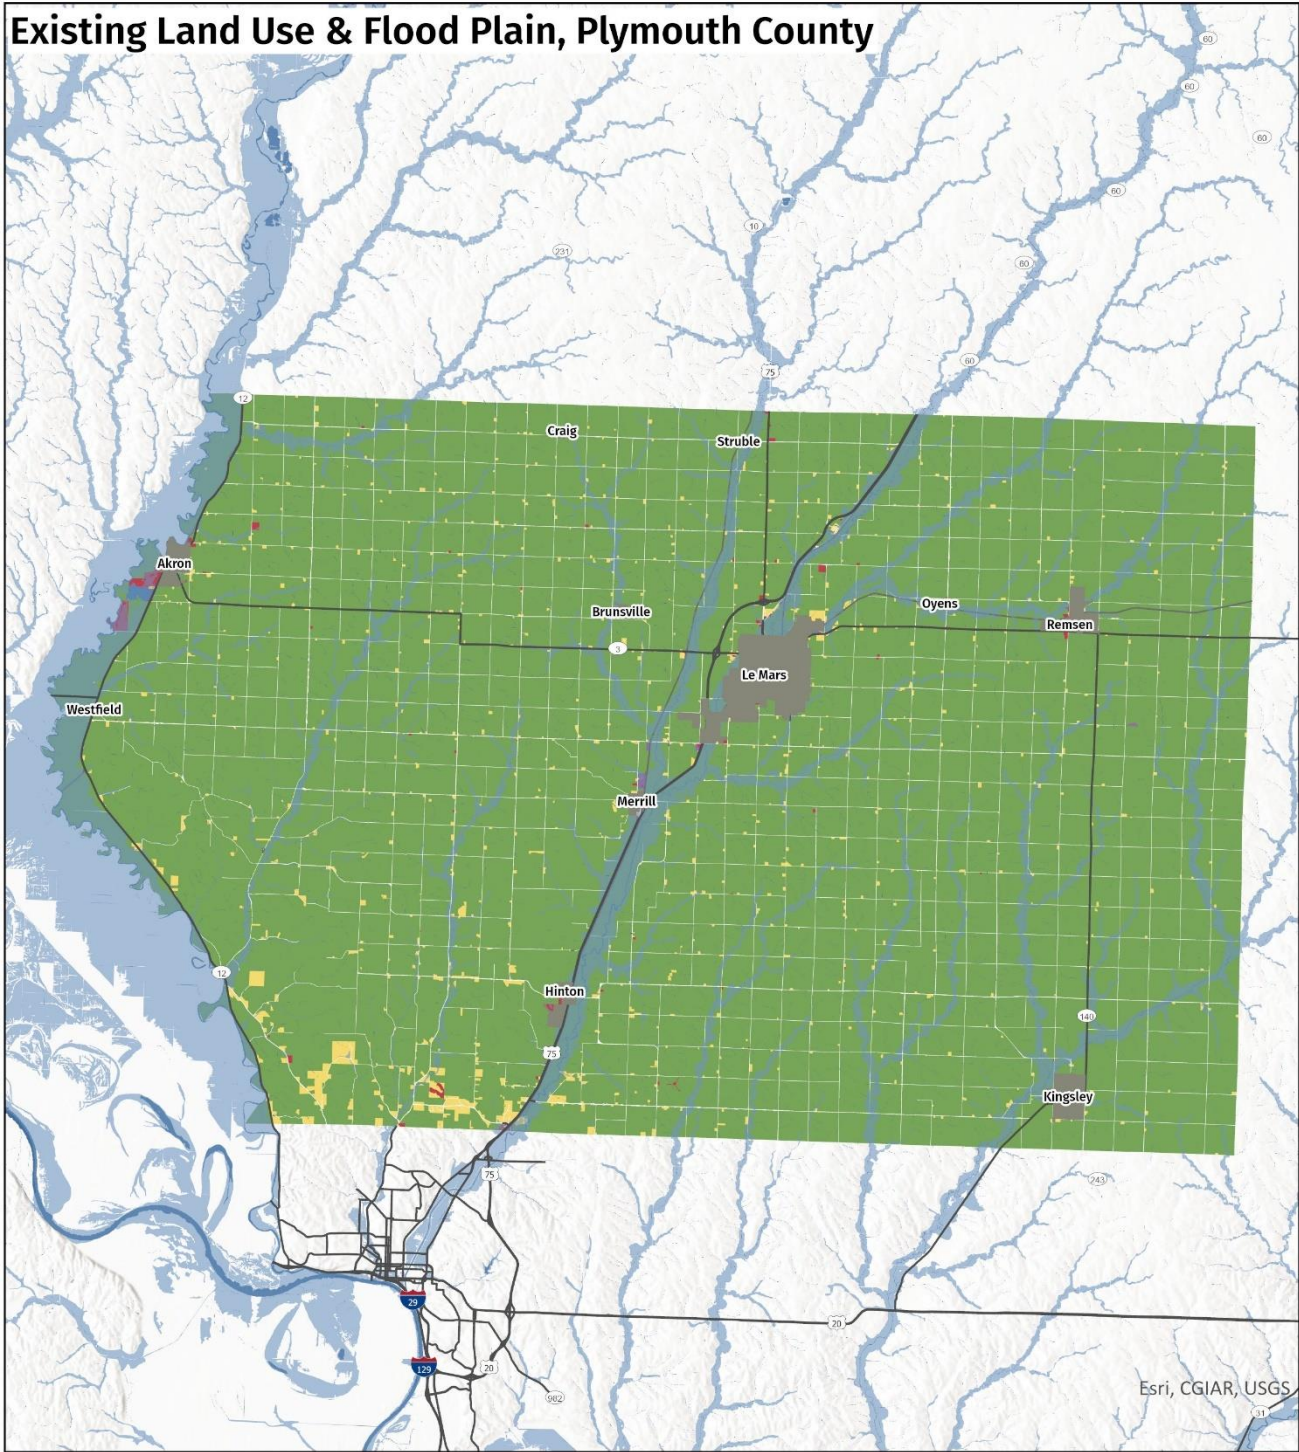 Existing Land Use & Flood Plain, Plymouth County
60
60
60
60
10
231
60
75
60
12
Craig
Struble
Akron
Brunsville
Oyens
Remsen
3
Le Mars
Westfield
Merrill
12
Hinton
140
75
Kingsley
75
243
29
20
129
20
982
Esri, CGIAR, USGS
31